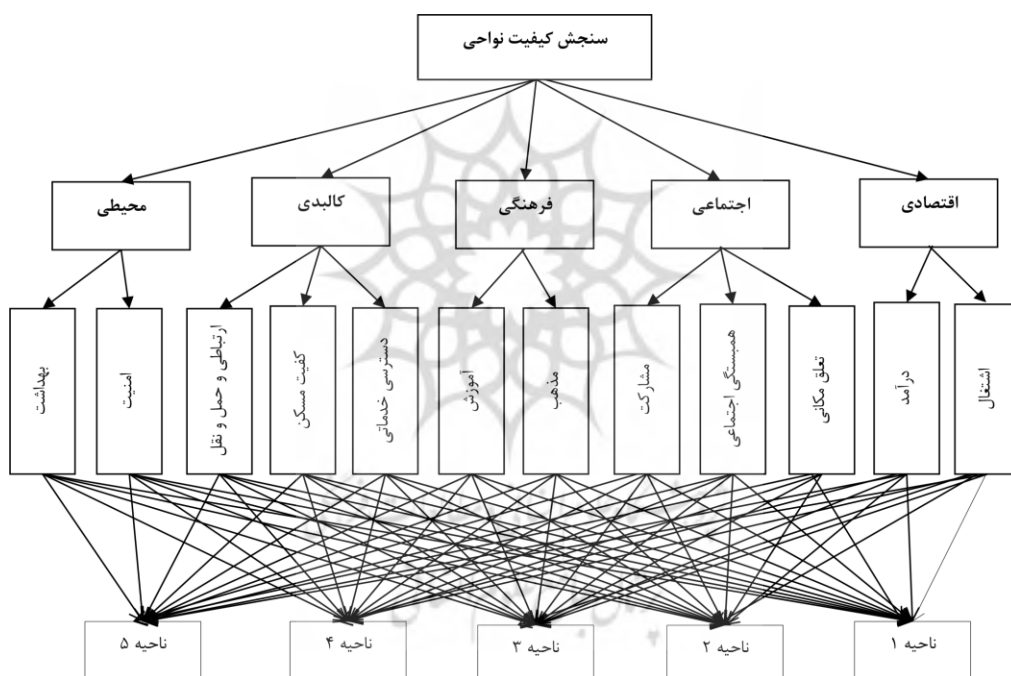 سنجش کیفیت نواحی
اقتصادی
اجتماعی
فرهنگی
کالبدی
محیطی
اشتغال
درآمد
تعلق مکانی
همبستگی اجتماعی
مشارکت
مذهب
آموزش
دسترسی خدماتی
کفیت مسکن
ارتباطی و حمل و نقل
امنیت
بهداشت
ناحیه ۱
ناحیه ۲
ناحیه ۳
ناحیه ۴
ناحیه ۵